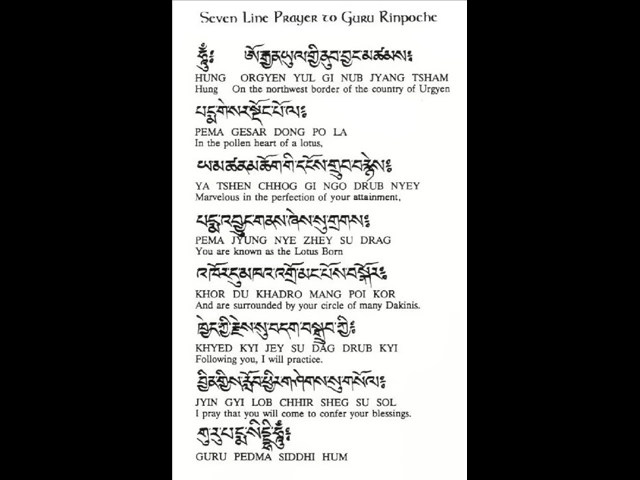 Seven Line Prayer to Guru Rinpoche
ཧཱུྃ༔ ཨོ་རྒྱན་ཡུལ་གྱི་ནུབ་བྱང་མཚམས༔
HUNG ORGYEN YUL GI NUB JYANG TSHAM
Hung On the northwest border of the country of Urgyen
པདྨ་གེ་སར་སྡོང་པོ་ལ༔
PEMA GESAR DONG PO LA
In the pollen heart of a lotus,
ཡ་མཚན་མཆོག་གི་དངོས་གྲུབ་བརྙེས༔
YA TSHEN CHHOG GI NGO DRUB NYEY
Marvelous in the perfection of your attainment,
པདྨ་འབྱུང་གནས་ཞེས་སུ་གྲགས༔
PEMA JYUNG NYE ZHEY SU DRAG
You are known as the Lotus Born
འཁོར་དུ་མཁའ་འགྲོ་མང་པོས་བསྐོར༔
KHOR DU KHADRO MANG POI KOR
And are surrounded by your circle of many Dakinis.
ཁྱེད་ཀྱི་རྗེས་སུ་བདག་བསྒྲུབ་ཀྱི༔
KHYED KYI JEY SU DAG DRUB KYI
Following you, I will practice.
བྱིན་གྱིས་རློབ་ཕྱིར་གཤེགས་སུ་གསོལ༔
JYIN GYI LOB CHHIR SHEG SU SOL
I pray that you will come to confer your blessings.
གུ་རུ་པདྨ་སིདྡྷི་ཧཱུྃ༔
GURU PEDMA SIDDHI HUM